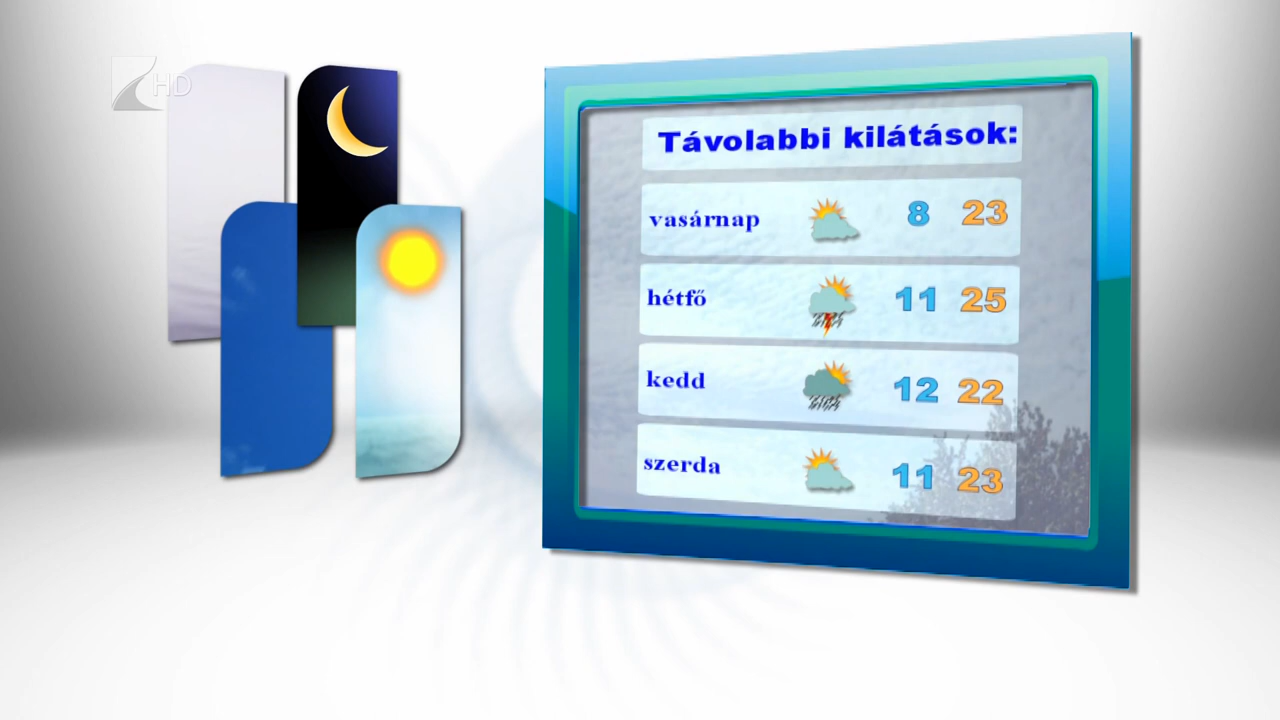 HD
Távolabbi kilátások:
vasárnap 8 23
hétfő 11 25
kedd 12 22
szerda 11 23